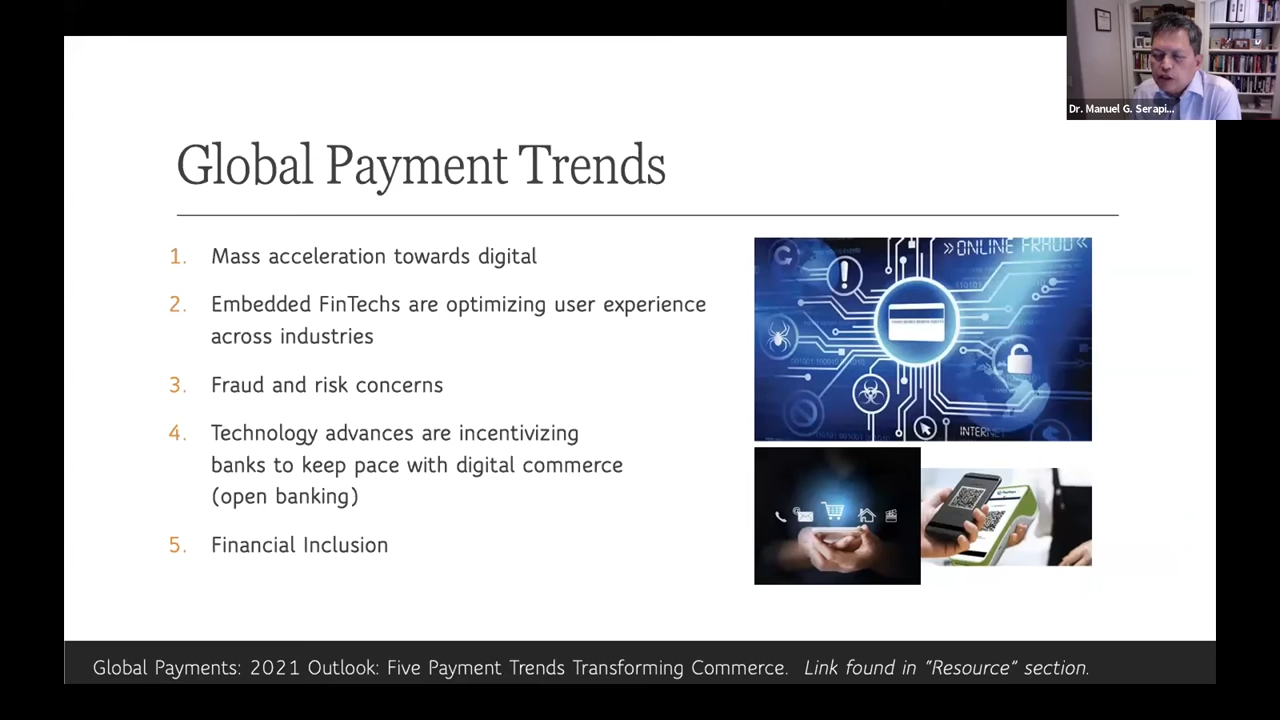 Dr. Manuel G. Serapi...
Global Payment Trends
1. Mass acceleration towards digital
2. Embedded FinTechs are optimizing user experience
across industries
3. Fraud and risk concerns
4. Technology advances are incentivizing
banks to keep pace with digital commerce
(open banking)
5. Financial Inclusion
»ONLINE FRAUD«
INTERNET
Global Payments: 2021 Outlook: Five Payment Trends Transforming Commerce. Link found in “Resource” section.